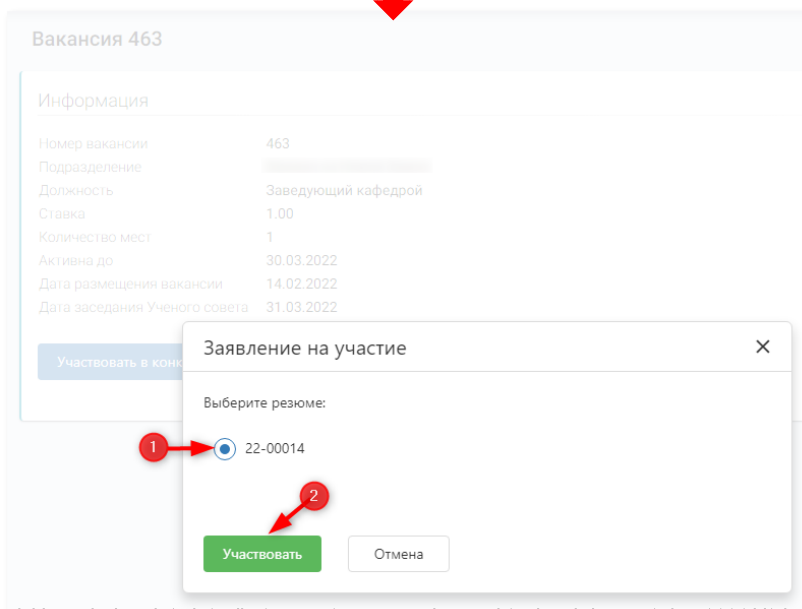 Вакансия 463
Информация
Номер вакансии 463
Подразделение
Должность Заведующий кафедрой
Ставка 1.00
Количество мест 1
Активна до 30.03.2022
Дата размещения вакансии 14.02.2022
Дата заседания Ученого совета 31.03.2022
Участвовать в
Заявление на участие
Выберите резюме:
1
22-00014
2
Участвовать Отмена